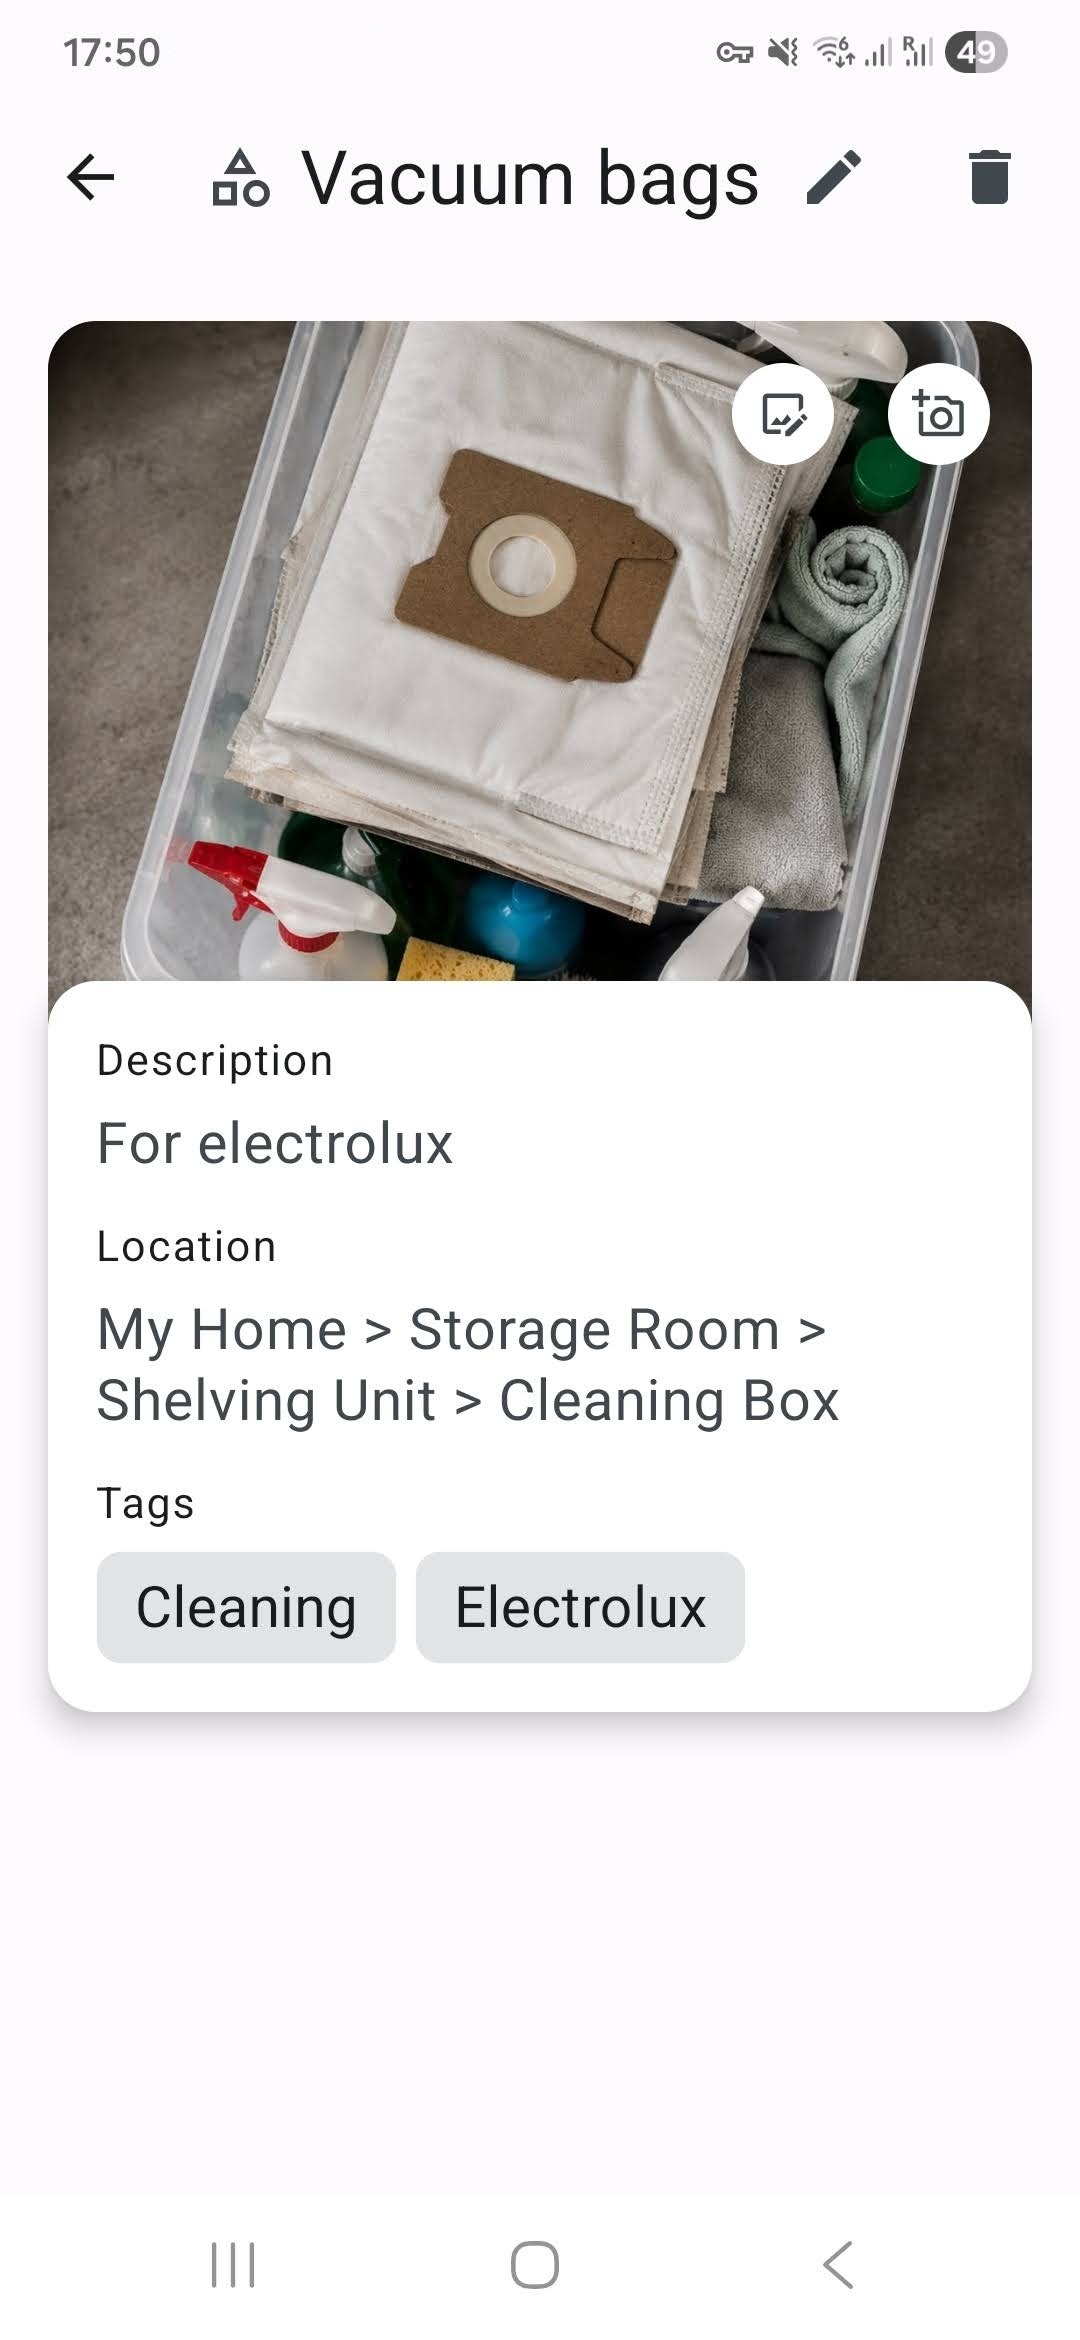 17:50
6
R
49
Vacuum bags
Description
For electrolux
Location
My Home > Storage Room >
Shelving Unit > Cleaning Box
Tags
Cleaning Electrolux